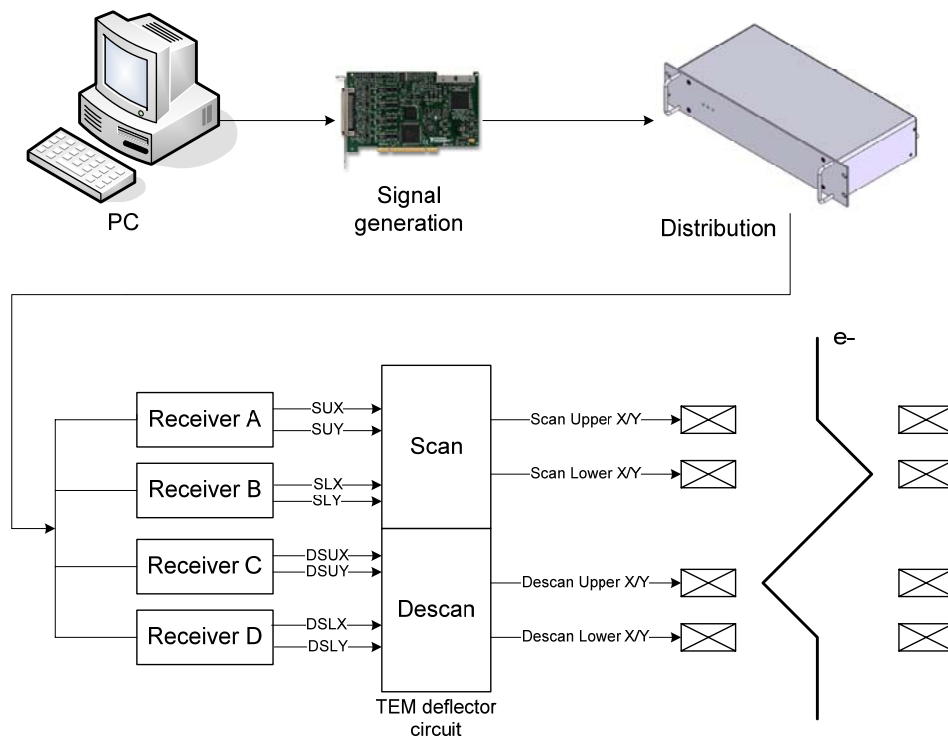 PC
Signal
generation
Distribution
e-
Receiver A
SUX
SUY
Receiver B
SLX
SLY
Receiver C
DSUX
DSUY
Receiver D
DSLX
DSLY
Scan
Descan
TEM deflector
circuit
Scan Upper X/Y
Scan Lower X/Y
Descan Upper X/Y
Descan Lower X/Y